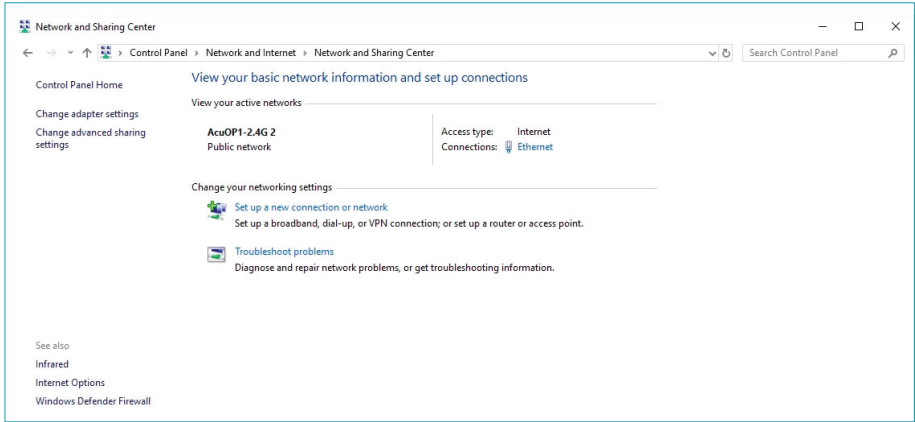 Network and Sharing Center
Control Panel > Network and Internet > Network and Sharing Center
Search Control Panel
Control Panel Home
Change adapter settings
Change advanced sharing
settings
View your basic network information and set up connections
View your active networks
AcuOP1-2.4G 2
Public network
Access type: Internet
Connections: Ethernet
Change your networking settings
Set up a new connection or network
Set up a broadband, dial-up, or VPN connection; or set up a router or access point.
Troubleshoot problems
Diagnose and repair network problems, or get troubleshooting information.
See also
Infrared
Internet Options
Windows Defender Firewall